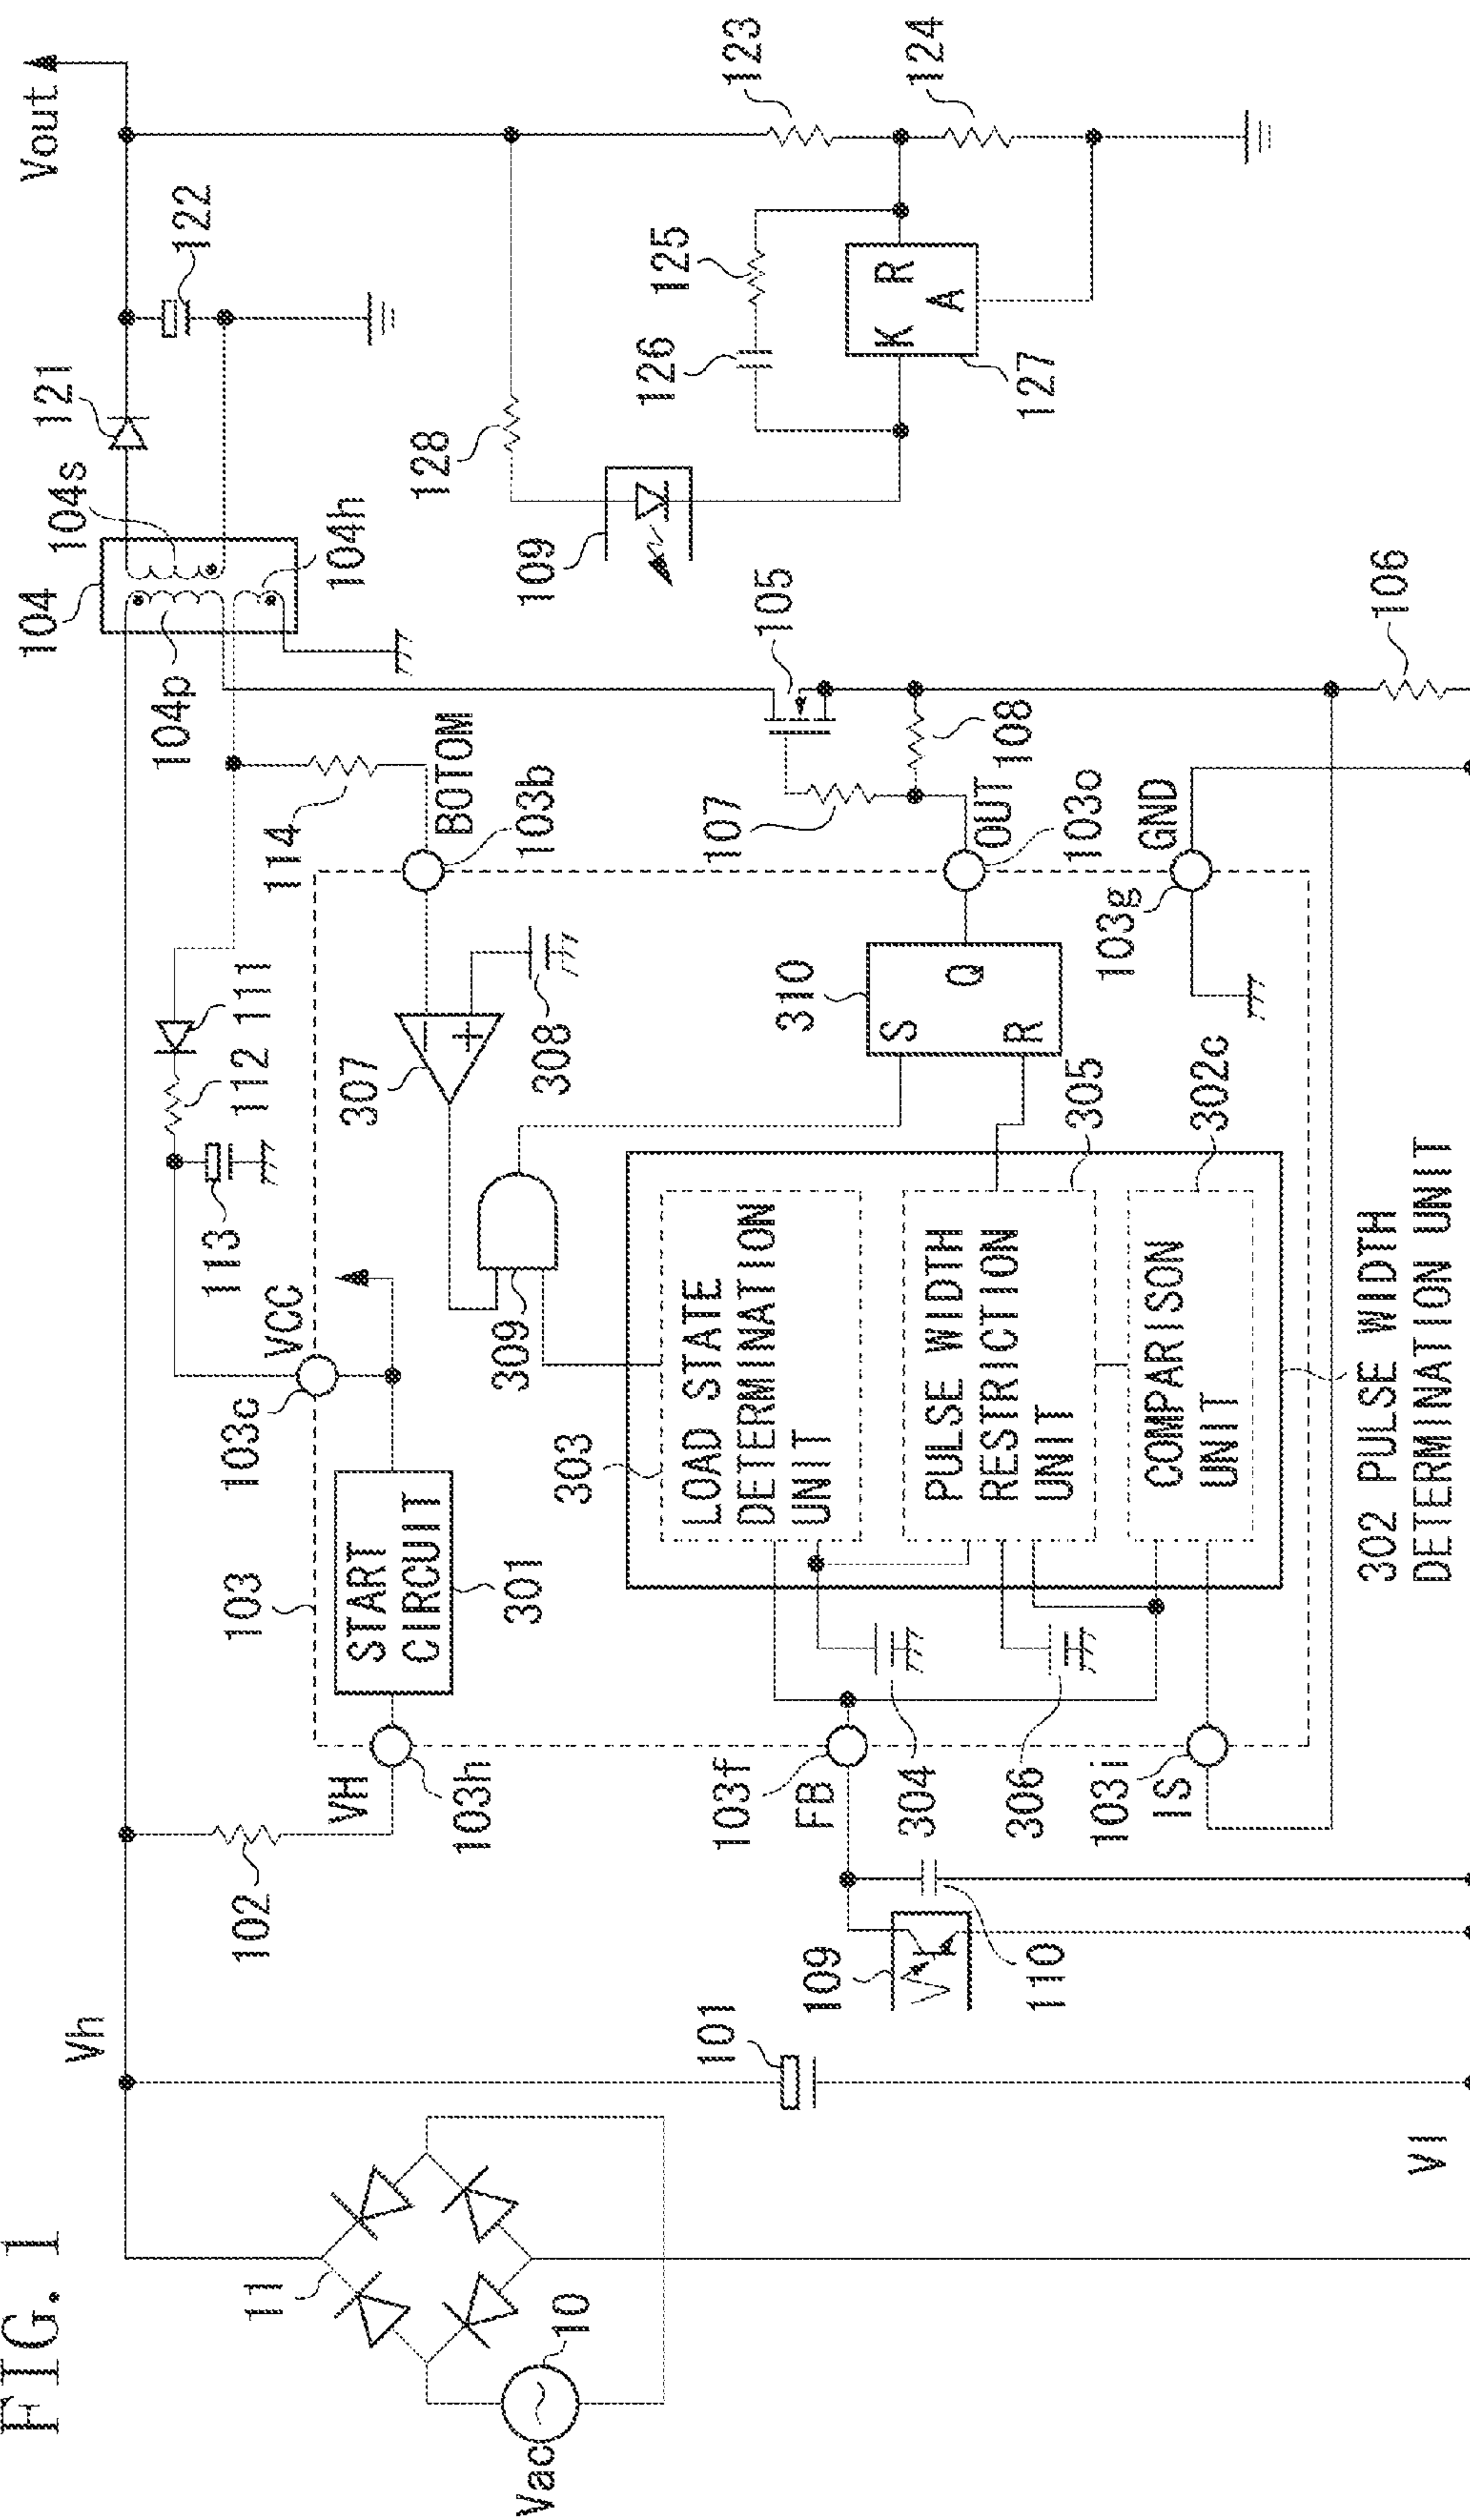 FIG. 1
Vac
10
11
Vh
Vl
101
102
VH
103h
103
START
CIRCUIT
301
103c
VCC
113
112
111
114
104
104p
104s
104h
121
122
Vout
BOTOM
103b
307
308
309
303
LOAD STATE
DETERMINATION
UNIT
PULSE WIDTH
RESTRICTION
UNIT
305
COMPARISON
UNIT
302c
302 PULSE WIDTH
DETERMINATION UNIT
310
S
Q
R
OUT
103o
GND
103g
107
108
105
106
103f
FB
304
306
103i
IS
109
110
109
128
126
125
K
R
A
127
123
124